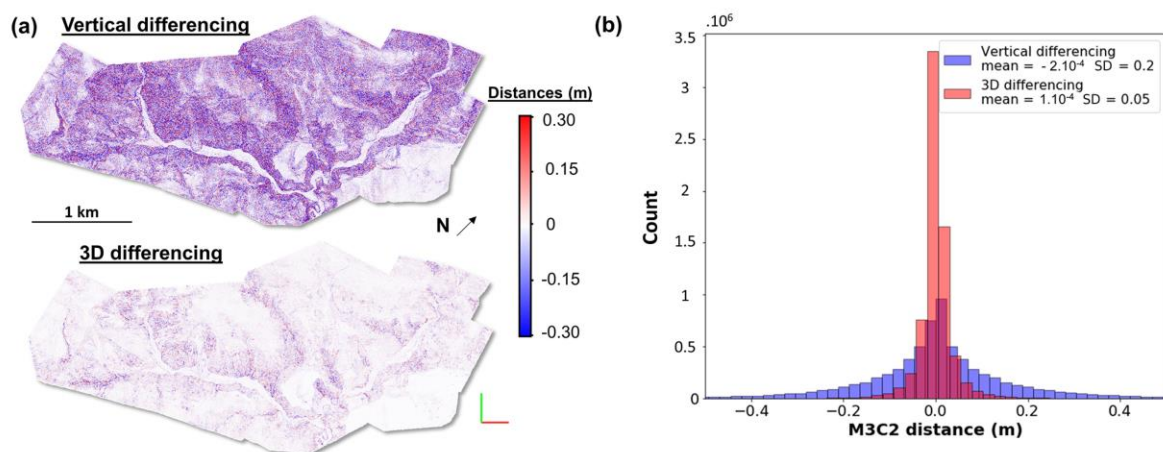 (a) Vertical differencing
Distances (m)
0.30
0.15
0
-0.15
-0.30
1 km
N
3D differencing
(b)
.10⁶
3.5
3
2.5
2
1.5
1
0.5
0
Count
−0.4 −0.2 0.0 0.2 0.4
M3C2 distance (m)
Vertical differencing
mean = - 2.10⁻⁴ SD = 0.2
3D differencing
mean = 1.10⁻⁴ SD = 0.05